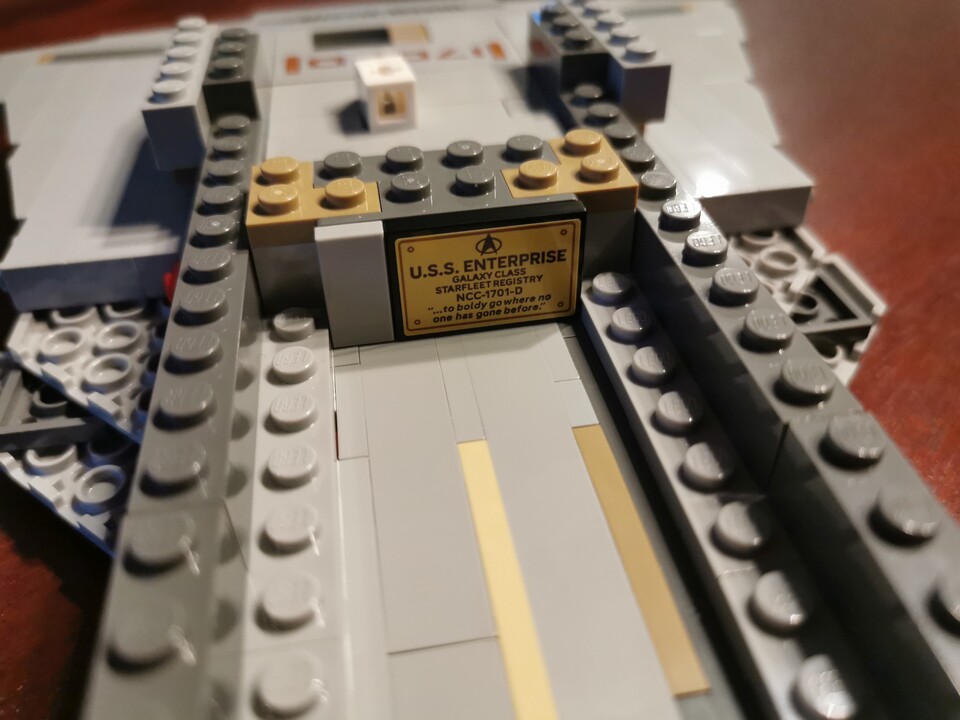 U.S.S. ENTERPRISE
GALAXY CLASS
STARFLEET REGISTRY
NCC-1701-D
"...to boldy go where no
one has gone before."